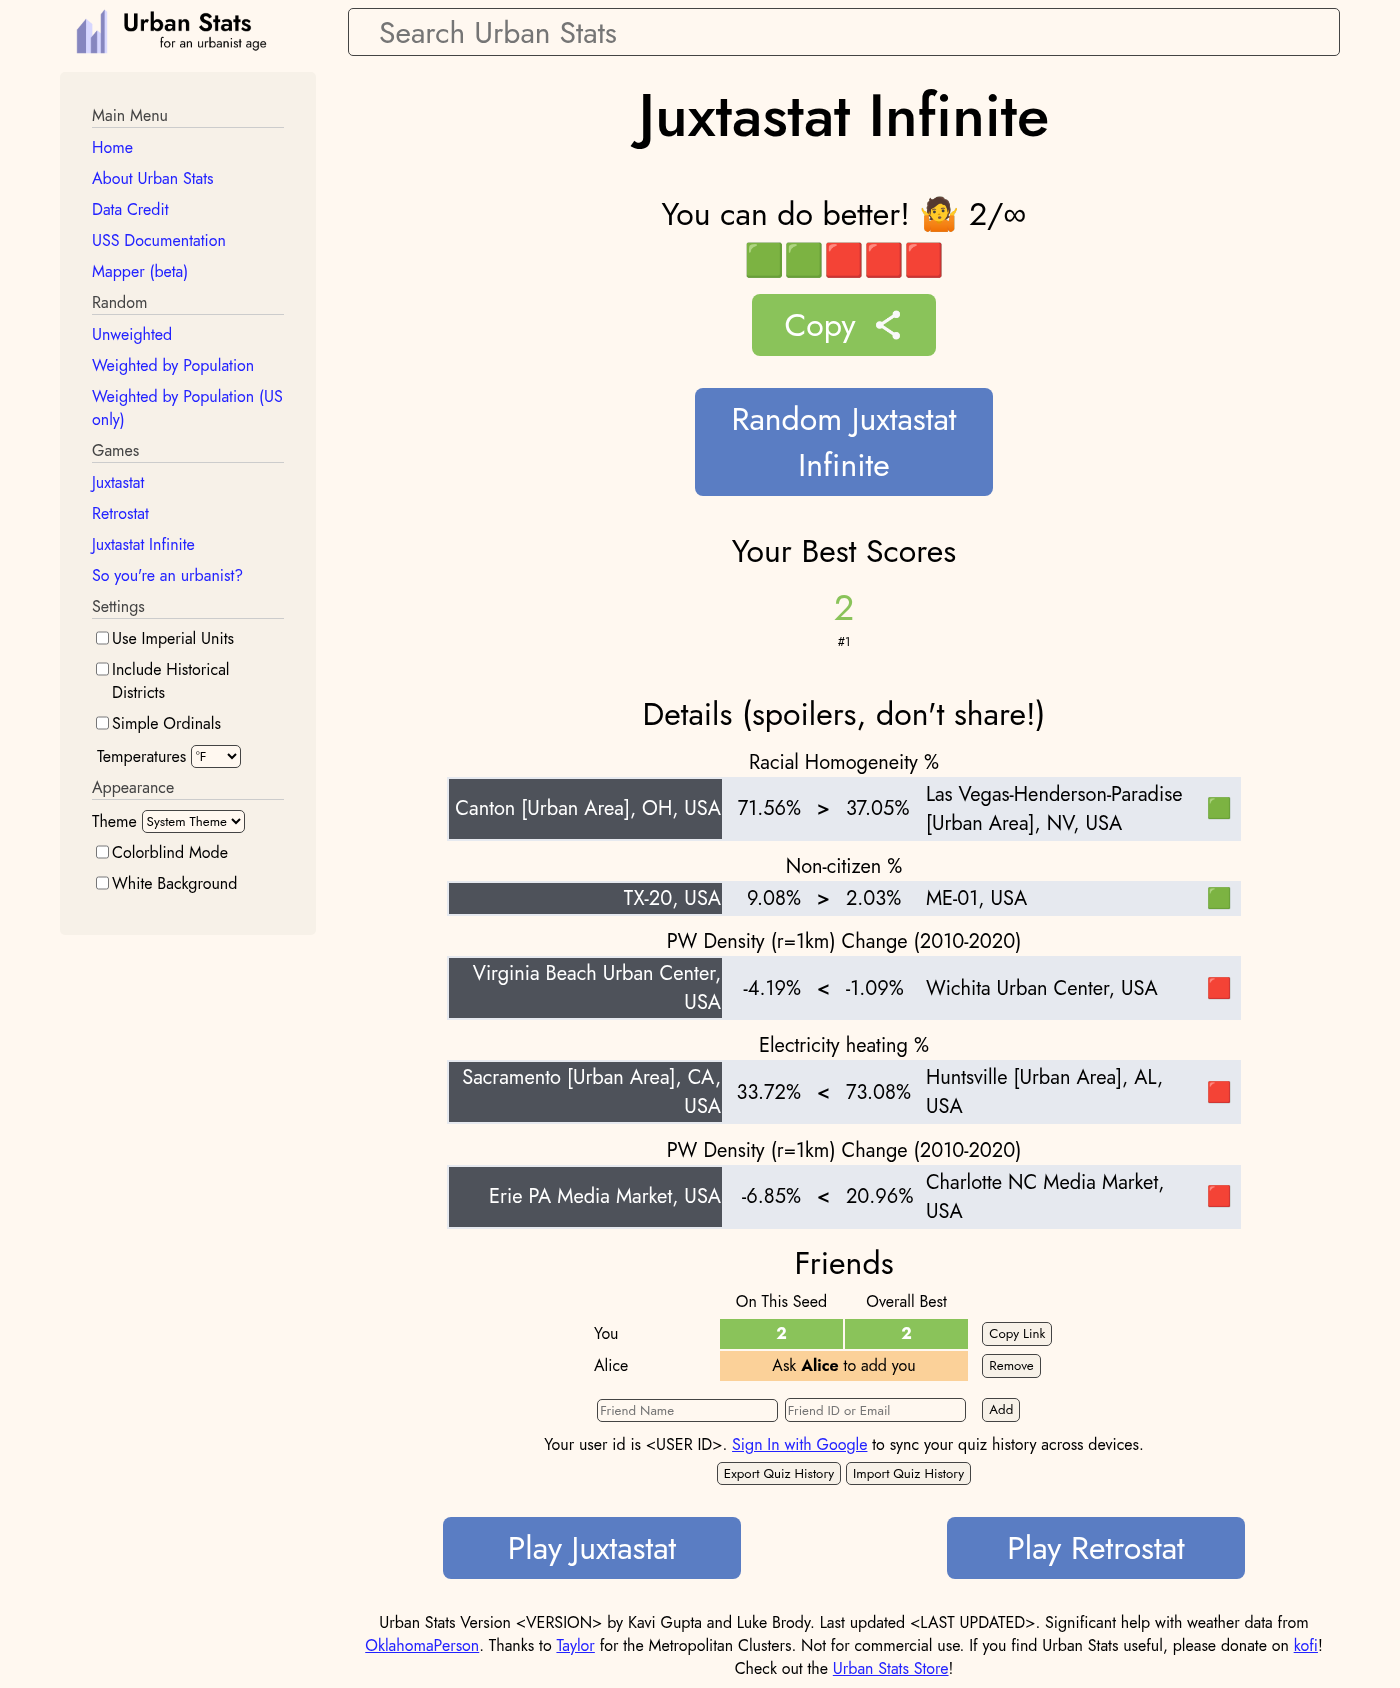 Urban Stats
for an urbanist age
Search Urban Stats
Main Menu
Home
About Urban Stats
Data Credit
USS Documentation
Mapper (beta)
Random
Unweighted
Weighted by Population
Weighted by Population (US
only)
Games
Juxtastat
Retrostat
Juxtastat Infinite
So you're an urbanist?
Settings
Use Imperial Units
Include Historical
Districts
Simple Ordinals
Temperatures °F
Appearance
Theme System Theme
Colorblind Mode
White Background
Juxtastat Infinite
You can do better! 🤷 2/∞
🟩🟩🟥🟥🟥
Copy
Random Juxtastat
Infinite
Your Best Scores
2
#1
Details (spoilers, don't share!)
Racial Homogeneity %
Canton [Urban Area], OH, USA 71.56% > 37.05% Las Vegas-Henderson-Paradise
[Urban Area], NV, USA 🟩
Non-citizen %
TX-20, USA 9.08% > 2.03% ME-01, USA 🟩
PW Density (r=1km) Change (2010-2020)
Virginia Beach Urban Center,
USA -4.19% < -1.09% Wichita Urban Center, USA 🟥
Electricity heating %
Sacramento [Urban Area], CA,
USA 33.72% < 73.08% Huntsville [Urban Area], AL,
USA 🟥
PW Density (r=1km) Change (2010-2020)
Erie PA Media Market, USA -6.85% < 20.96% Charlotte NC Media Market,
USA 🟥
Friends
On This Seed Overall Best
You 2 2 Copy Link
Alice Ask Alice to add you Remove
Friend Name Friend ID or Email Add
Your user id is <USER ID>. Sign In with Google to sync your quiz history across devices.
Export Quiz History Import Quiz History
Play Juxtastat Play Retrostat
Urban Stats Version <VERSION> by Kavi Gupta and Luke Brody. Last updated <LAST UPDATED>. Significant help with weather data from
OklahomaPerson. Thanks to Taylor for the Metropolitan Clusters. Not for commercial use. If you find Urban Stats useful, please donate on kofi!
Check out the Urban Stats Store!